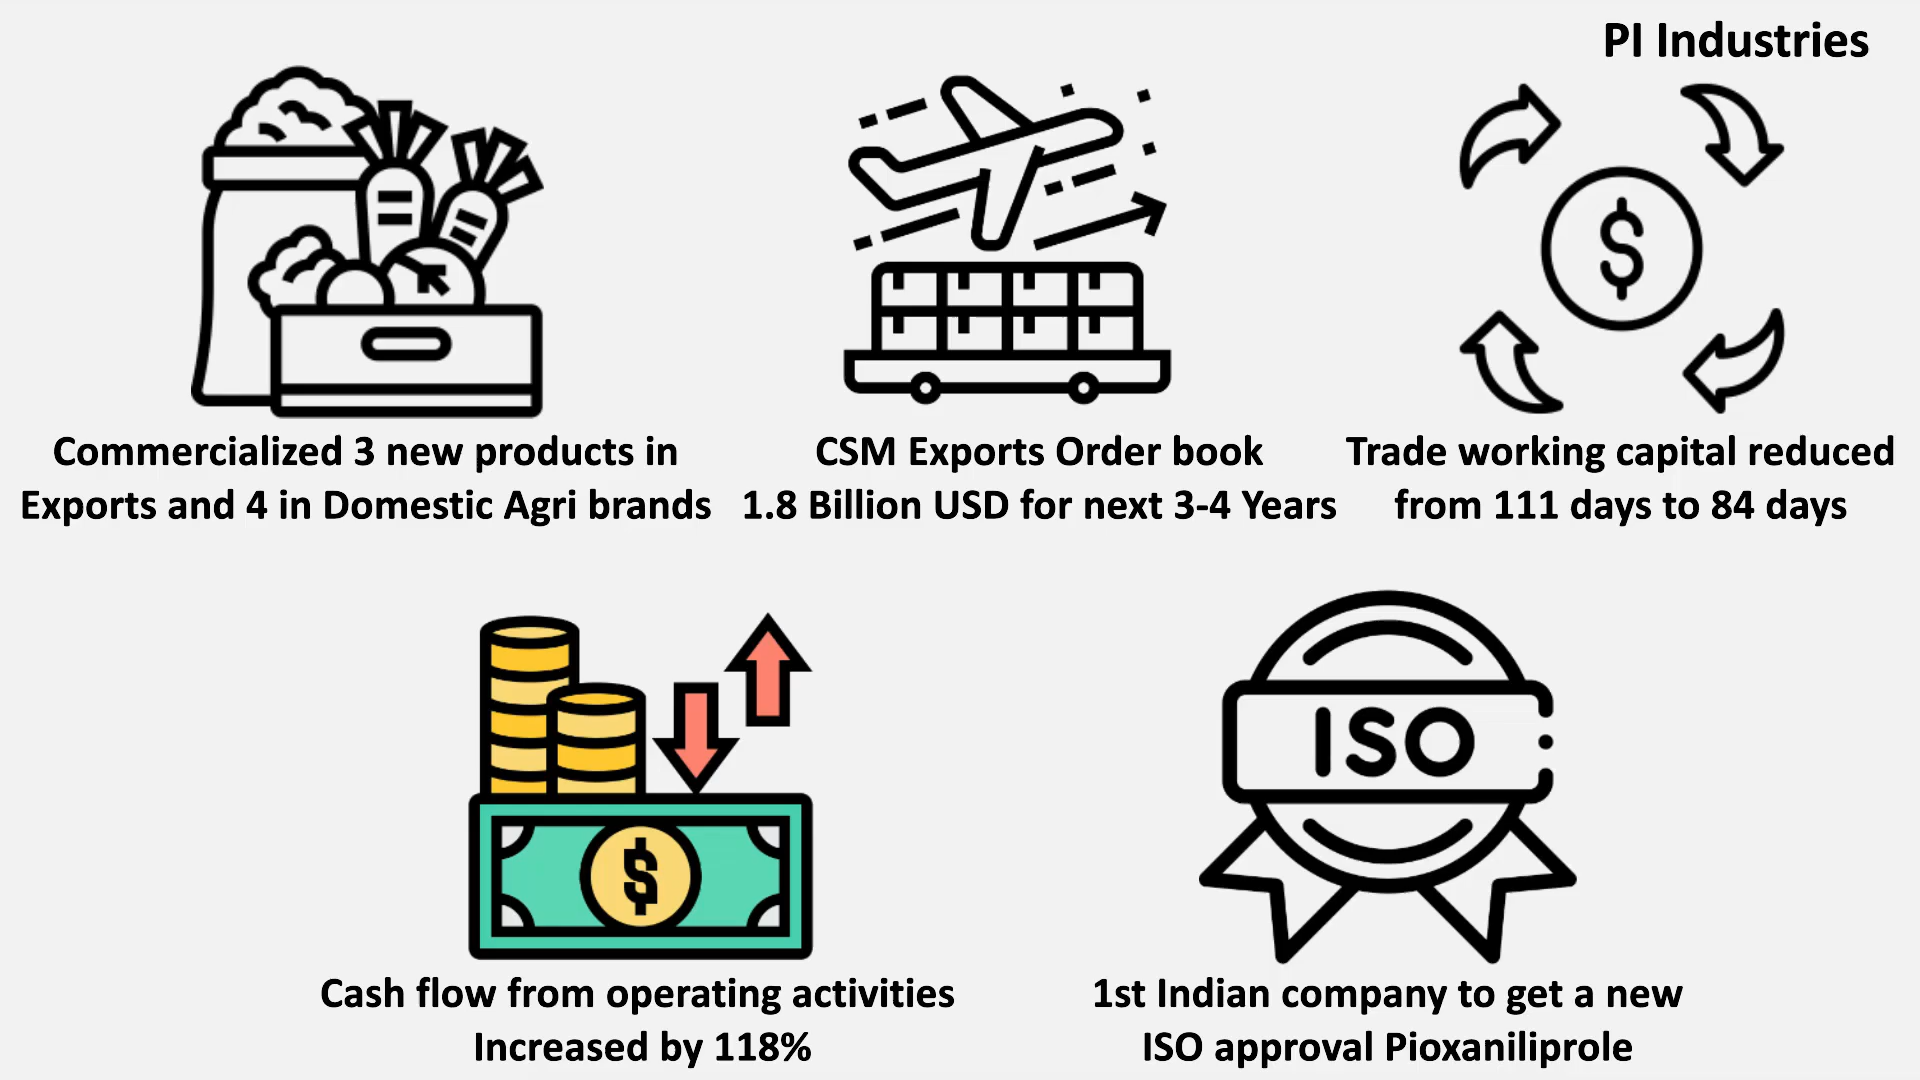 PI Industries
Commercialized 3 new products in
Exports and 4 in Domestic Agri brands
CSM Exports Order book
1.8 Billion USD for next 3-4 Years
$
Trade working capital reduced
from 111 days to 84 days
$
Cash flow from operating activities
Increased by 118%
ISO
1st Indian company to get a new
ISO approval Pioxaniliprole